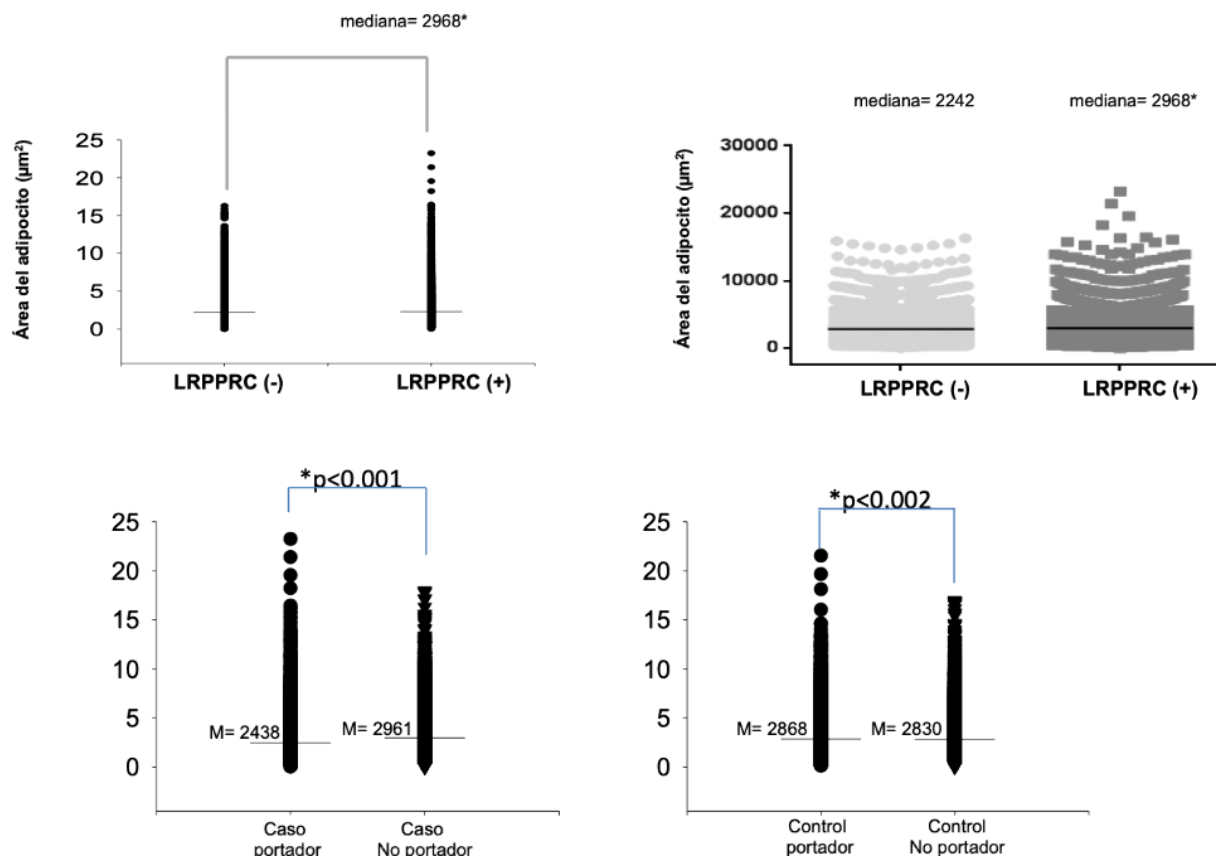 mediana= 2968*
Área del adipocito (µm²)
25
20
15
10
5
0
LRPPRC (-)
LRPPRC (+)
mediana= 2242
mediana= 2968*
Área del adipocito (µm²)
30000
20000
10000
0
LRPPRC (-)
LRPPRC (+)
*p<0.001
25
20
15
10
5
0
M= 2438
M= 2961
Caso
portador
Caso
No portador
*p<0.002
25
20
15
10
5
0
M= 2868
M= 2830
Control
portador
Control
No portador